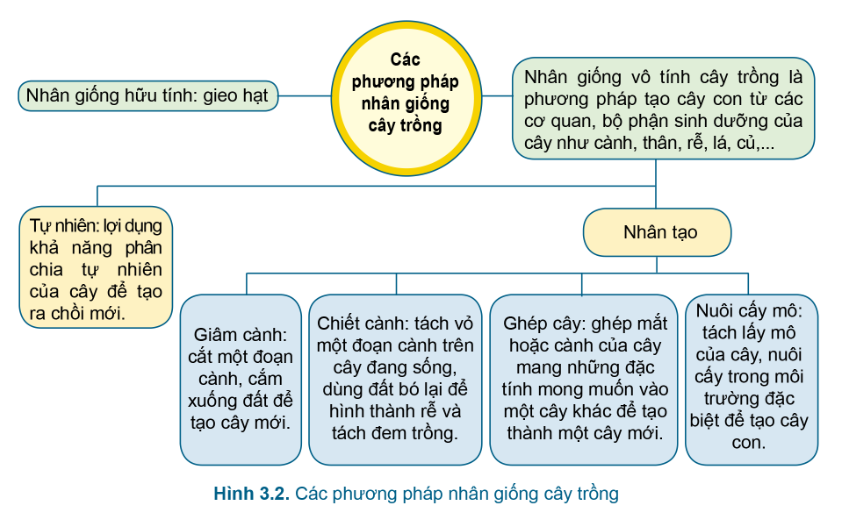 Các
phương pháp
nhân giống
cây trồng
Nhân giống hữu tính: gieo hạt
Nhân giống vô tính cây trồng là
phương pháp tạo cây con từ các
cơ quan, bộ phận sinh dưỡng của
cây như cành, thân, rễ, lá, củ,...
Tự nhiên: lợi dụng
khả năng phân
chia tự nhiên
của cây để tạo
ra chồi mới.
Nhân tạo
Giâm cành:
cắt một đoạn
cành, cắm
xuống đất để
tạo cây mới.
Chiết cành: tách vỏ
một đoạn cành trên
cây đang sống,
dùng đất bó lại để
hình thành rễ và
tách đem trồng.
Ghép cây: ghép mắt
hoặc cành của cây
mang những đặc
tính mong muốn vào
một cây khác để tạo
thành một cây mới.
Nuôi cấy mô:
tách lấy mô
của cây, nuôi
cấy trong môi
trường đặc
biệt để tạo cây
con.
Hình 3.2. Các phương pháp nhân giống cây trồng